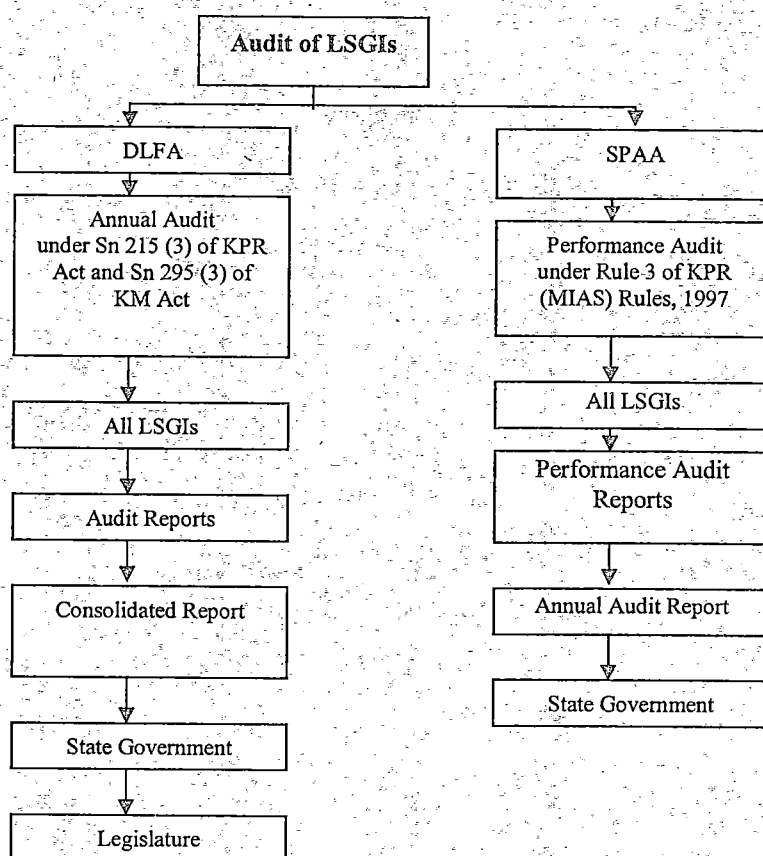 Audit of LSGIs
DLFA
Annual Audit
under Sn 215 (3) of KPR
Act and Sn 295 (3) of
KM Act
All LSGIs
Audit Reports
Consolidated Report
State Government
Legislature
SPAA
Performance Audit
under Rule 3 of KPR
(MIAS) Rules, 1997
All LSGIs
Performance Audit
Reports
Annual Audit Report
State Government